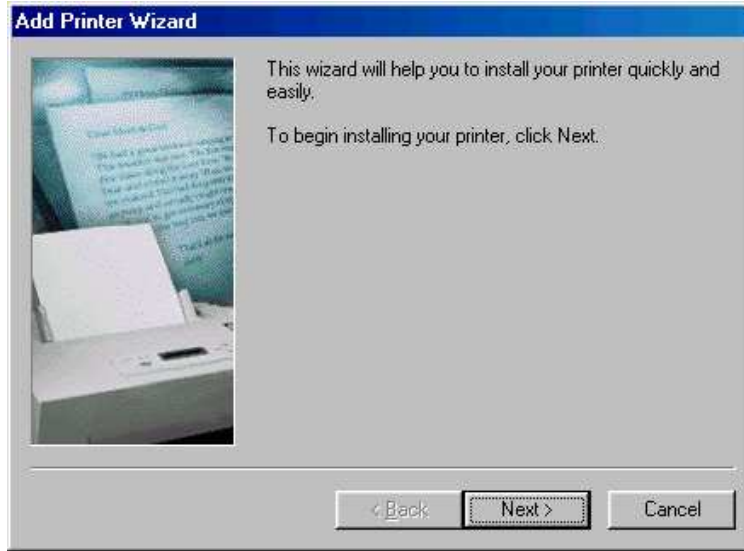 Add Printer Wizard
This wizard will help you to install your printer quickly and
easily.
To begin installing your printer, click Next.
< Back
Next >
Cancel